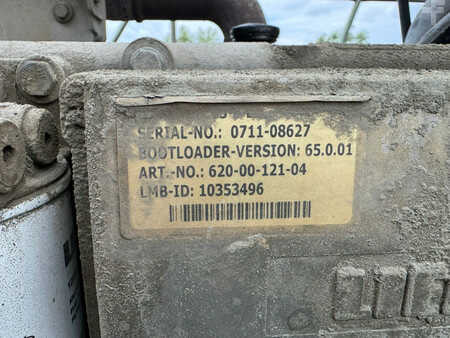 SERIAL-NO.: 0711-08627
BOOTLOADER-VERSION: 65.0.01
ART.-NO.: 620-00-121-04
LMB-ID: 10353496